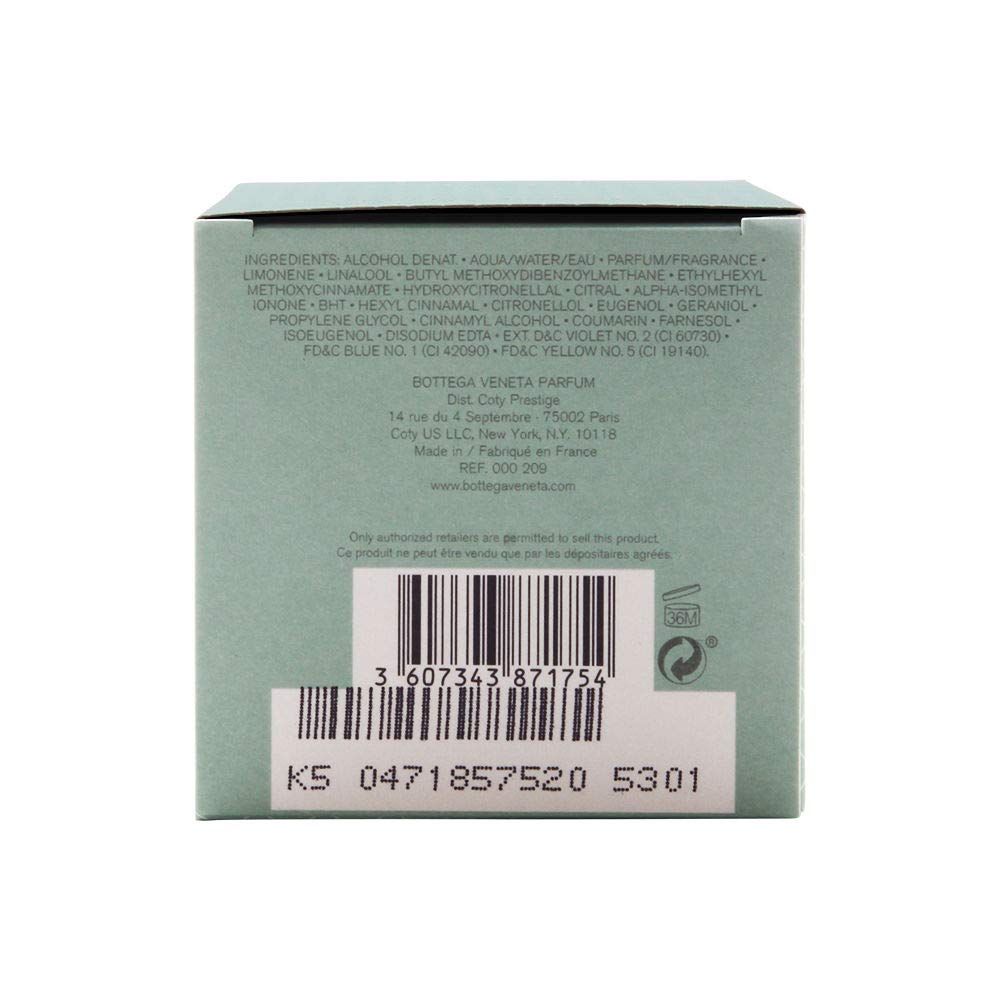 INGREDIENTS: ALCOHOL DENAT. • AQUA/WATER/EAU • PARFUM/FRAGRANCE •
LIMONENE • LINALOOL • BUTYL METHOXYDIBENZOYLMETHANE • ETHYLHEXYL
METHOXYCINNAMATE • HYDROXYCITRONELLAL • CITRAL • ALPHA-ISOMETHYL
IONONE • BHT • HEXYL CINNAMAL • CITRONELLOL • EUGENOL • GERANIOL •
PROPYLENE GLYCOL • CINNAMYL ALCOHOL • COUMARIN • FARNESOL •
ISOEUGENOL • DISODIUM EDTA • EXT. D&C VIOLET NO. 2 (CI 60730) •
FD&C BLUE NO. 1 (CI 42090) • FD&C YELLOW NO. 5 (CI 19140).
BOTTEGA VENETA PARFUM
Dist. Coty Prestige
14 rue du 4 Septembre - 75002 Paris
Coty US LLC, New York, N.Y. 10118
Made in / Fabriqué en France
REF. 000 209
www.bottegaveneta.com
Only authorized retailers are permitted to sell this product.
Ce produit ne peut être vendu que par les dépositaires agréés.
36M
®
3 607343 871754
K5 0471857520 5301